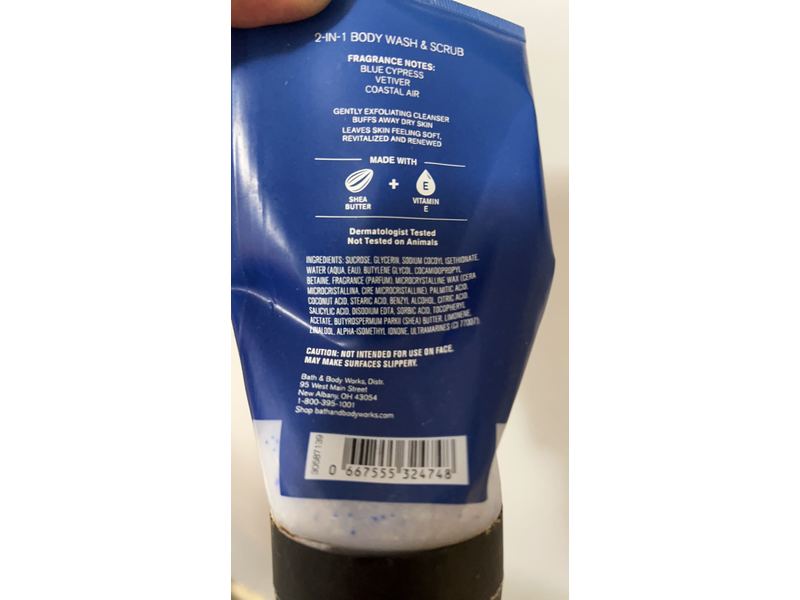 2-IN-1 BODY WASH & SCRUB
FRAGRANCE NOTES:
BLUE CYPRESS
VETIVER
COASTAL AIR
GENTLY EXFOLIATING CLEANSER
BUFFS AWAY DRY SKIN
LEAVES SKIN FEELING SOFT,
REVITALIZED AND RENEWED
MADE WITH
SHEA
BUTTER
+
E
VITAMIN
E
Dermatologist Tested
Not Tested on Animals
INGREDIENTS: SUCROSE, GLYCERIN, SODIUM COCOYL ISETHIONATE,
WATER (AQUA, EAU), BUTYLENE GLYCOL, COCAMIDOPROPYL
BETAINE, FRAGRANCE (PARFUM), MICROCRYSTALLINE WAX (CERA
MICROCRISTALLINA, CIRE MICROCRISTALLINE), PALMITIC ACID,
COCONUT ACID, STEARIC ACID, BENZYL ALCOHOL, CITRIC ACID,
SALICYLIC ACID, DISODIUM EDTA, SORBIC ACID, TOCOPHERYL
ACETATE, BUTYROSPERMUM PARKII (SHEA) BUTTER, LIMONENE,
LINALOOL, ALPHA-ISOMETHYL IONONE, ULTRAMARINES (CI 77007).
CAUTION: NOT INTENDED FOR USE ON FACE.
MAY MAKE SURFACES SLIPPERY.
Bath & Body Works, Distr.
95 West Main Street
New Albany, OH 43054
1-800-395-1001
Shop bathandbodyworks.com
30587139
0 667555 324748